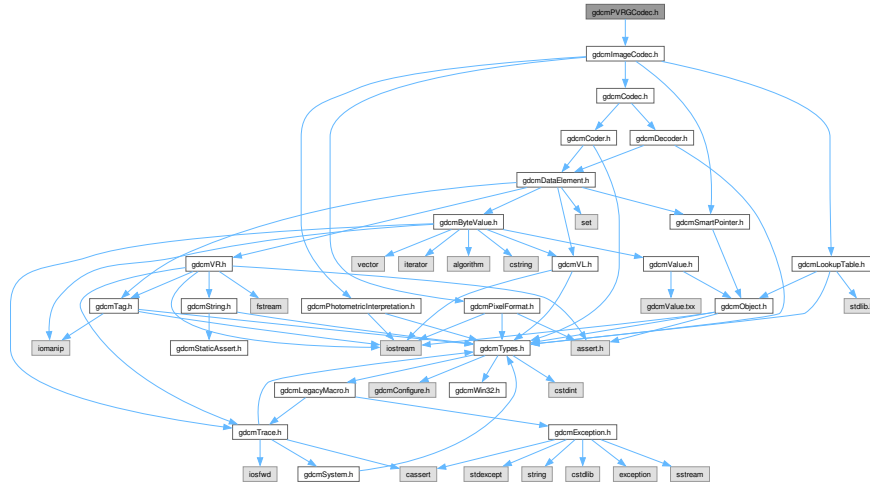 gdcmPVRGCodec.h
gdcmImageCodec.h
gdcmCodec.h
gdcmCoder.h
gdcmDecoder.h
gdcmDataElement.h
gdcmByteValue.h
set
gdcmSmartPointer.h
gdcmVR.h
vector
iterator
algorithm
cstring
gdcmVL.h
gdcmValue.h
gdcmLookupTable.h
gdcmTag.h
gdcmString.h
fstream
gdcmPhotometricInterpretation.h
gdcmPixelFormat.h
gdcmValue.txx
gdcmObject.h
stdlib.h
iomanip
gdcmStaticAssert.h
iostream
gdcmTypes.h
assert.h
gdcmLegacyMacro.h
gdcmConfigure.h
gdcmWin32.h
cstdint
gdcmTrace.h
gdcmException.h
iosfwd
gdcmSystem.h
cassert
stdexcept
string
cstdlib
exception
sstream